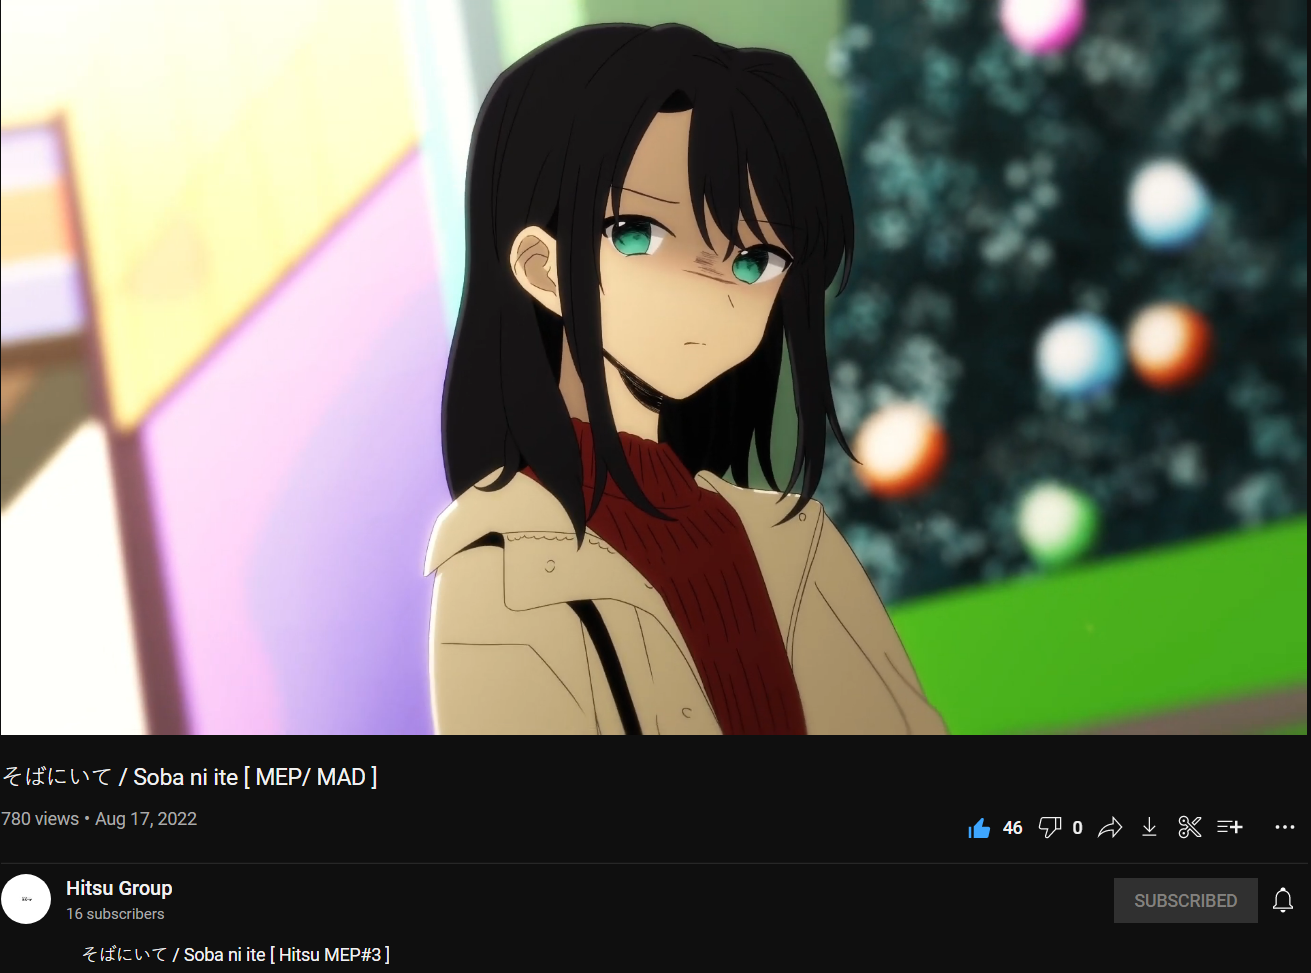 そばにいて / Soba ni ite [ MEP/ MAD ]
780 views • Aug 17, 2022
46 0
Hitsu Group
16 subscribers
SUBSCRIBED
そばにいて / Soba ni ite [ Hitsu MEP#3 ]